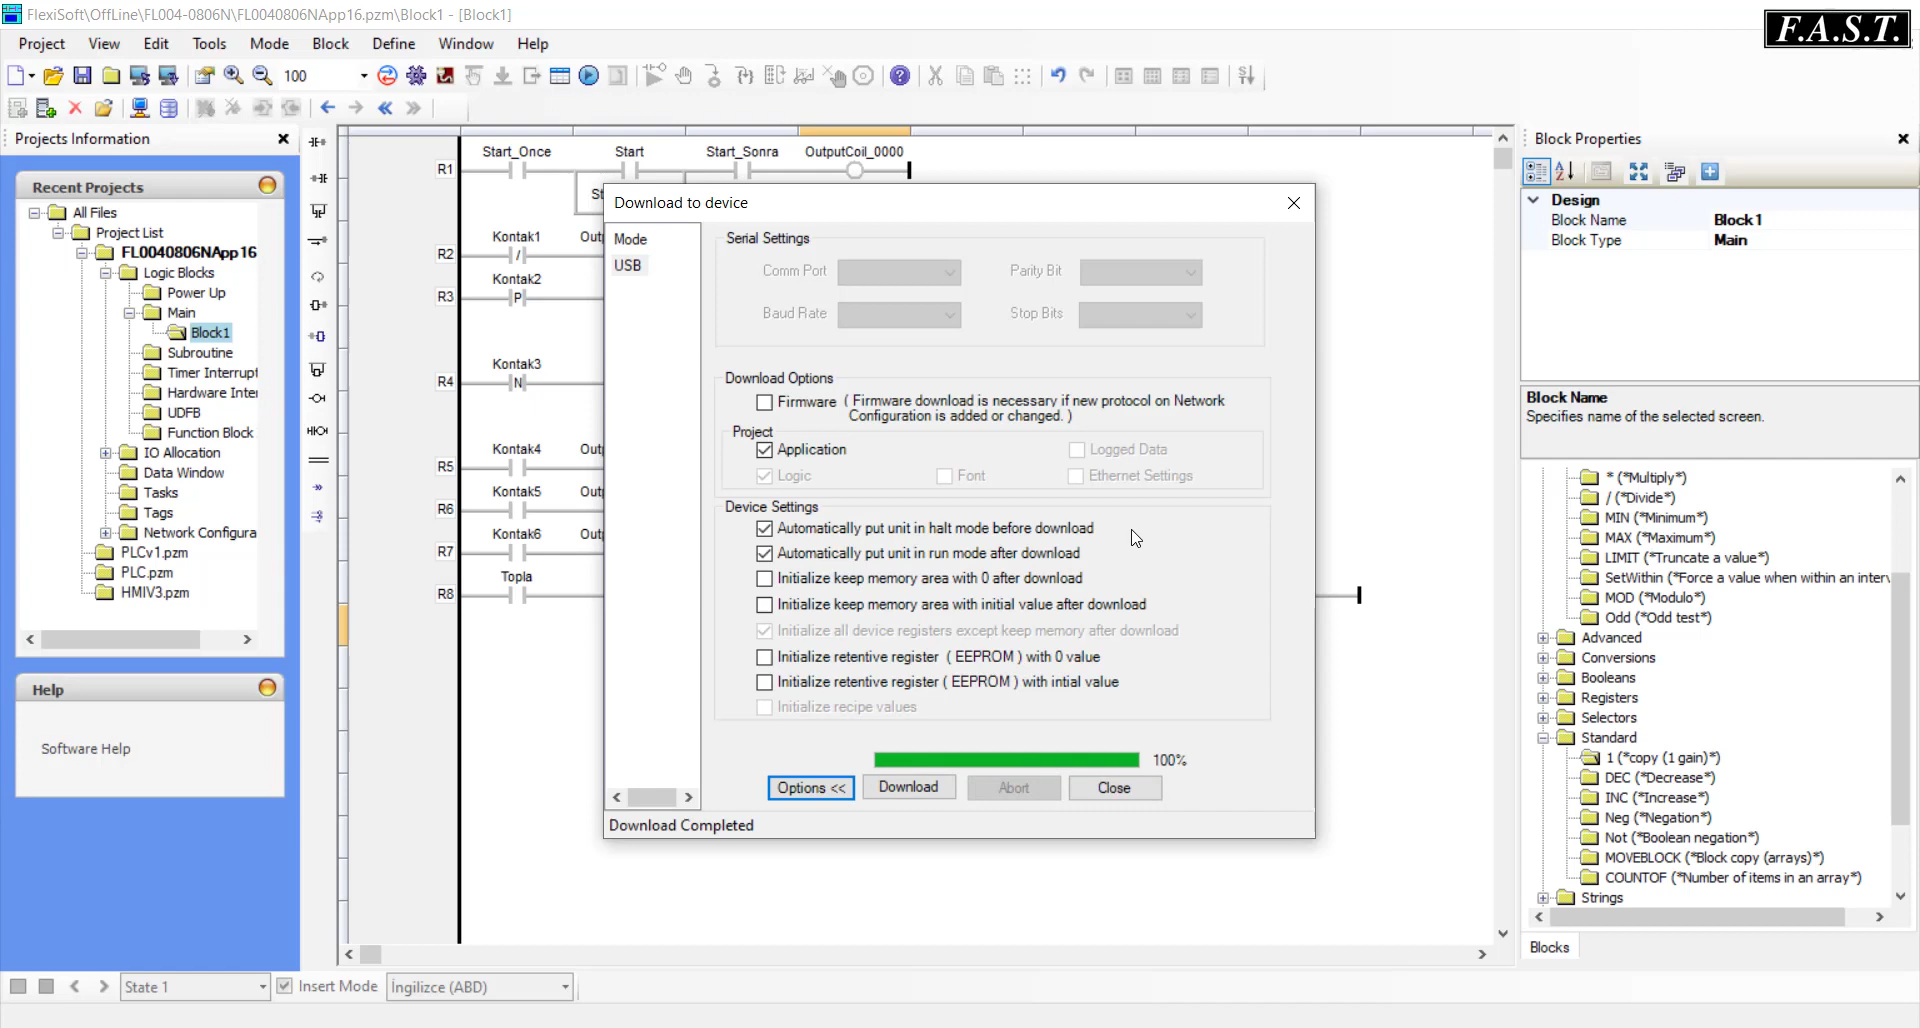 FlexiSoft\OffLine\FL004-0806N\FL0040806NApp16.pzm\Block1 - [Block1]
F.A.S.T.
Project View Edit Tools Mode Block Define Window Help
100
Projects Information
Recent Projects
All Files
Project List
FL0040806NApp16
Logic Blocks
Power Up
Main
Block1
Subroutine
Timer Interrupt
Hardware Inte
UDFB
Function Block
IO Allocation
Data Window
Tasks
Tags
Network Configura
PLCv1.pzm
PLC.pzm
HMIV3.pzm
Help
Software Help
Start_Once Start Start_Sonra OutputCoil_0000
R1
St
Kontak1 Outp
R2
Kontak2
R3 P
Kontak3
R4 N
Kontak4 Outp
R5
Kontak5 Outp
R6
Kontak6 Outp
R7
Topla
R8
Download to device
Mode
USB
Serial Settings
Comm Port Parity Bit
Baud Rate Stop Bits
Download Options
Firmware ( Firmware download is necessary if new protocol on Network
Configuration is added or changed. )
Project
Application Logged Data
Logic Font Ethernet Settings
Device Settings
Automatically put unit in halt mode before download
Automatically put unit in run mode after download
Initialize keep memory area with 0 after download
Initialize keep memory area with initial value after download
Initialize all device registers except keep memory after download
Initialize retentive register ( EEPROM ) with 0 value
Initialize retentive register ( EEPROM ) with intial value
Initialize recipe values
100%
Options << Download Abort Close
Download Completed
Block Properties
Design
Block Name Block1
Block Type Main
Block Name
Specifies name of the selected screen.
* (*Multiply*)
/ (*Divide*)
MIN (*Minimum*)
MAX (*Maximum*)
LIMIT (*Truncate a value*)
SetWithin (*Force a value when within an interv
MOD (*Modulo*)
Odd (*Odd test*)
Advanced
Conversions
Booleans
Registers
Selectors
Standard
1 (*copy (1 gain)*)
DEC (*Decrease*)
INC (*Increase*)
Neg (*Negation*)
Not (*Boolean negation*)
MOVEBLOCK (*Block copy (arrays)*)
COUNTOF (*Number of items in an array*)
Strings
Blocks
State 1 Insert Mode İngilizce (ABD)